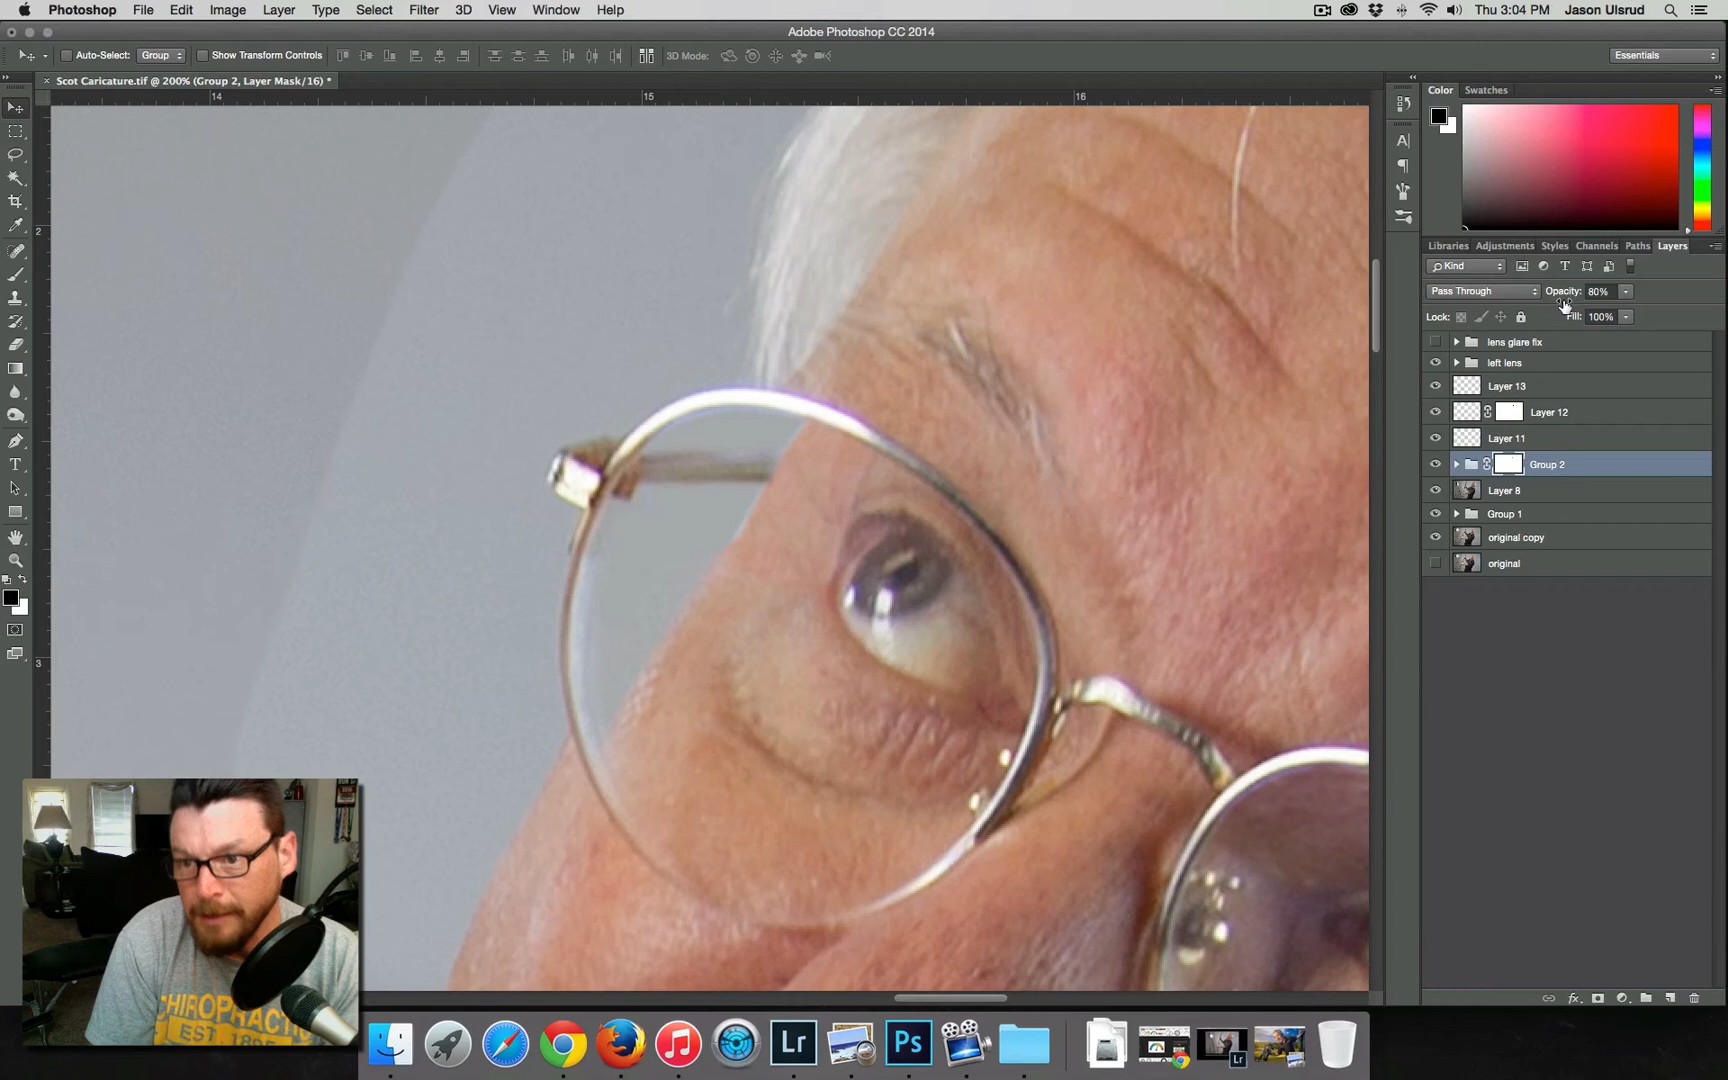 Photoshop File Edit Image Layer Type Select Filter 3D View Window Help Thu 3:04 PM Jason Ulsrud
Adobe Photoshop CC 2014
Auto-Select: Group Show Transform Controls 3D Mode: Essentials
Scot Caricature.tif @ 200% (Group 2, Layer Mask/16) *
14 15 16
2
3
Color Swatches
Libraries Adjustments Styles Channels Paths Layers
Kind
Pass Through Opacity: 80%
Lock: Fill: 100%
lens glare fix
left lens
Layer 13
Layer 12
Layer 11
Group 2
Layer 8
Group 1
original copy
original
CHIROPRACTI
EST. 1895
Lr Ps